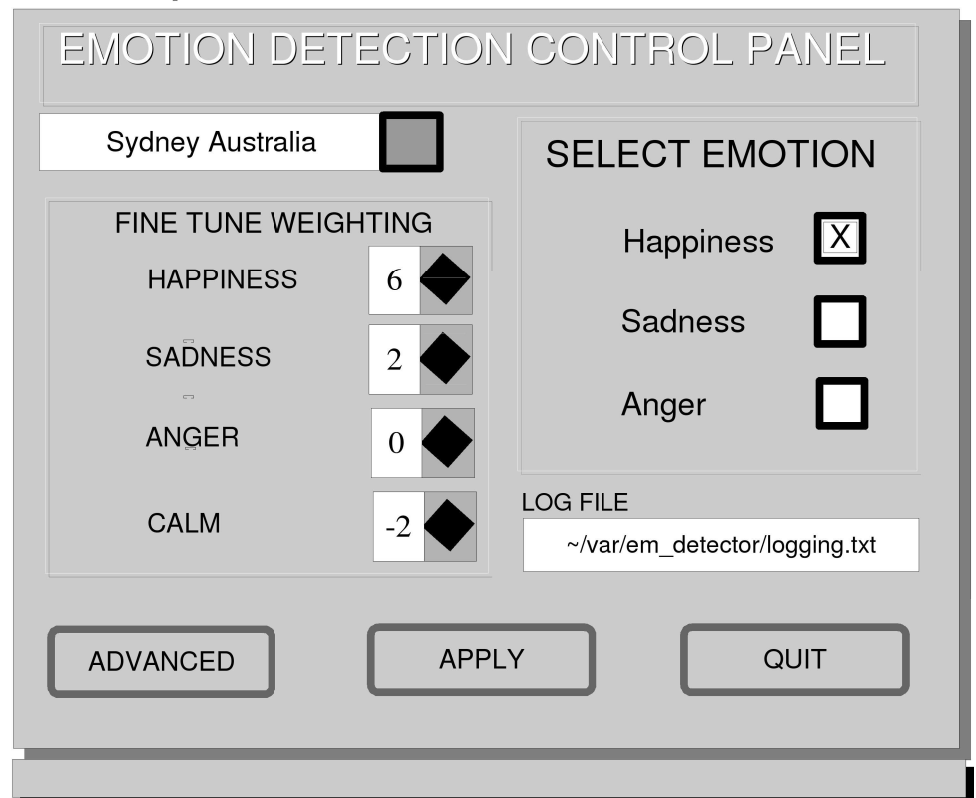 EMOTION DETECTION CONTROL PANEL
Sydney Australia
FINE TUNE WEIGHTING
HAPPINESS 6
SADNESS 2
ANGER 0
CALM -2
SELECT EMOTION
Happiness X
Sadness
Anger
LOG FILE
~/var/em_detector/logging.txt
ADVANCED APPLY QUIT